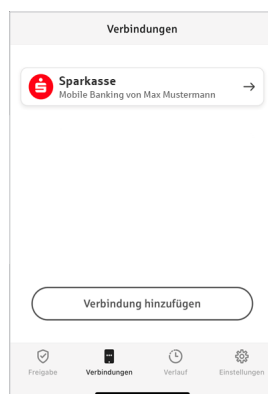 Verbindungen
Sparkasse
Mobile Banking von Max Mustermann
Verbindung hinzufügen
Freigabe
Verbindungen
Verlauf
Einstellungen